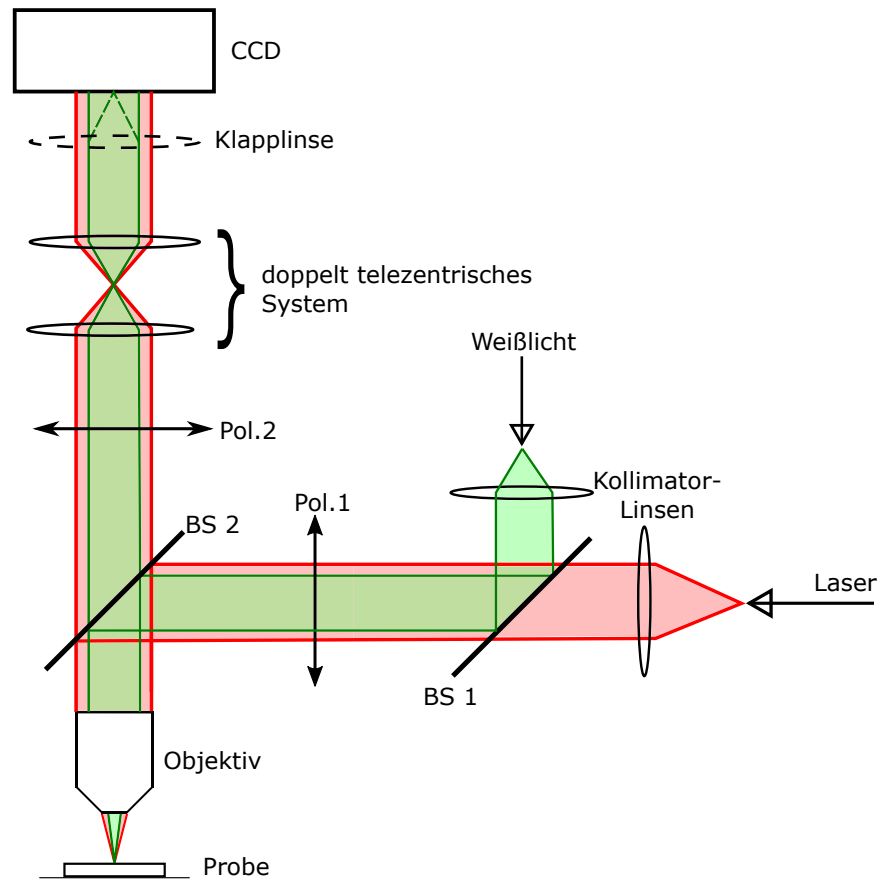 CCD
Klapplinse
doppelt telezentrisches
System
Weißlicht
Pol.2
Kollimator-
Linsen
Pol.1
BS 2
Laser
BS 1
Objektiv
Probe